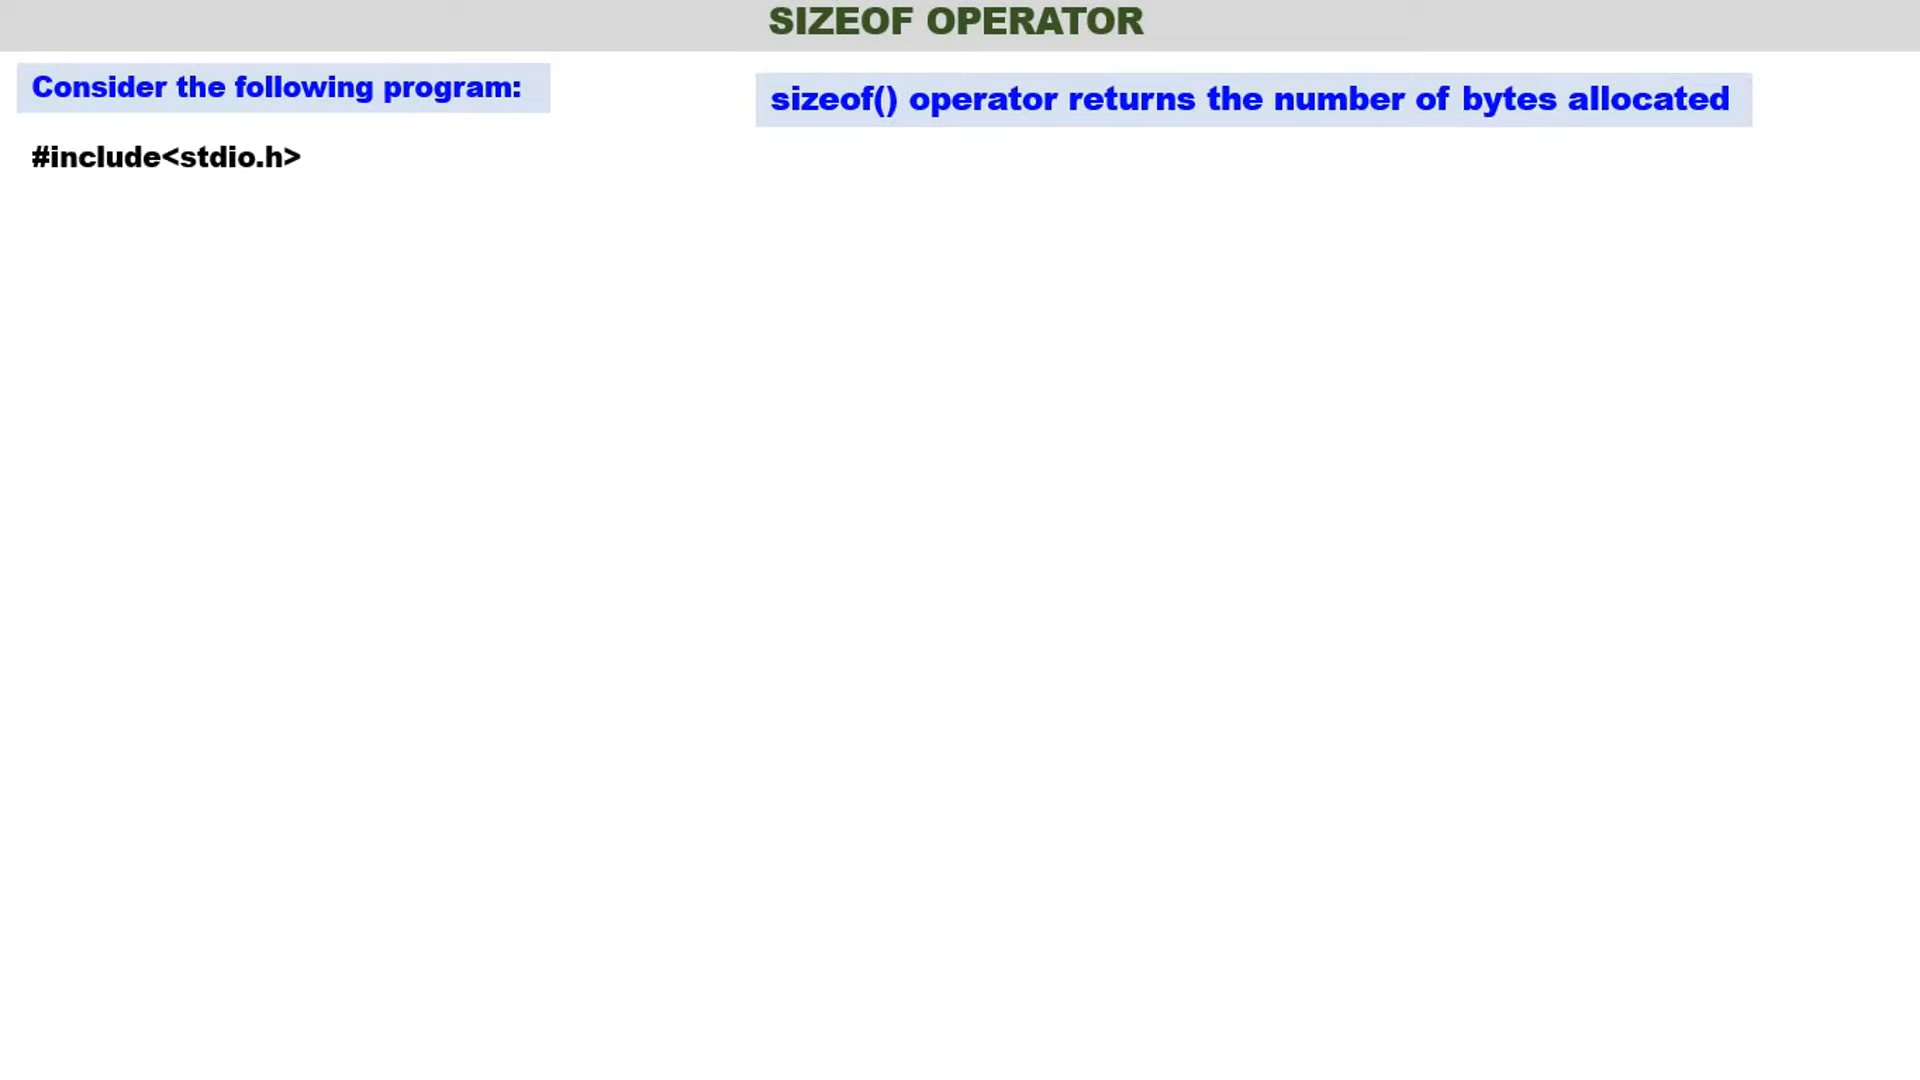 SIZEOF OPERATOR
Consider the following program:
sizeof() operator returns the number of bytes allocated
#include<stdio.h>